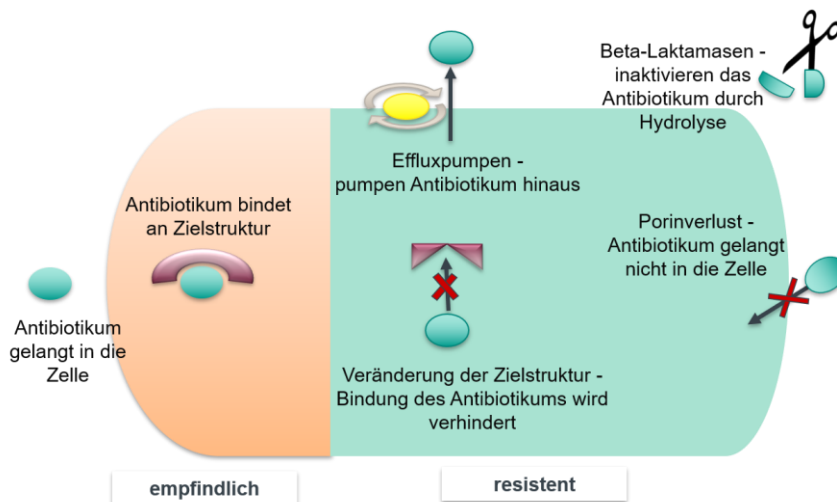 Antibiotikum
gelangt in die
Zelle
Antibiotikum bindet
an Zielstruktur
Effluxpumpen -
pumpen Antibiotikum hinaus
Veränderung der Zielstruktur -
Bindung des Antibiotikums wird
verhindert
Beta-Laktamasen -
inaktivieren das
Antibiotikum durch
Hydrolyse
Porinverlust -
Antibiotikum gelangt
nicht in die Zelle
empfindlich
resistent